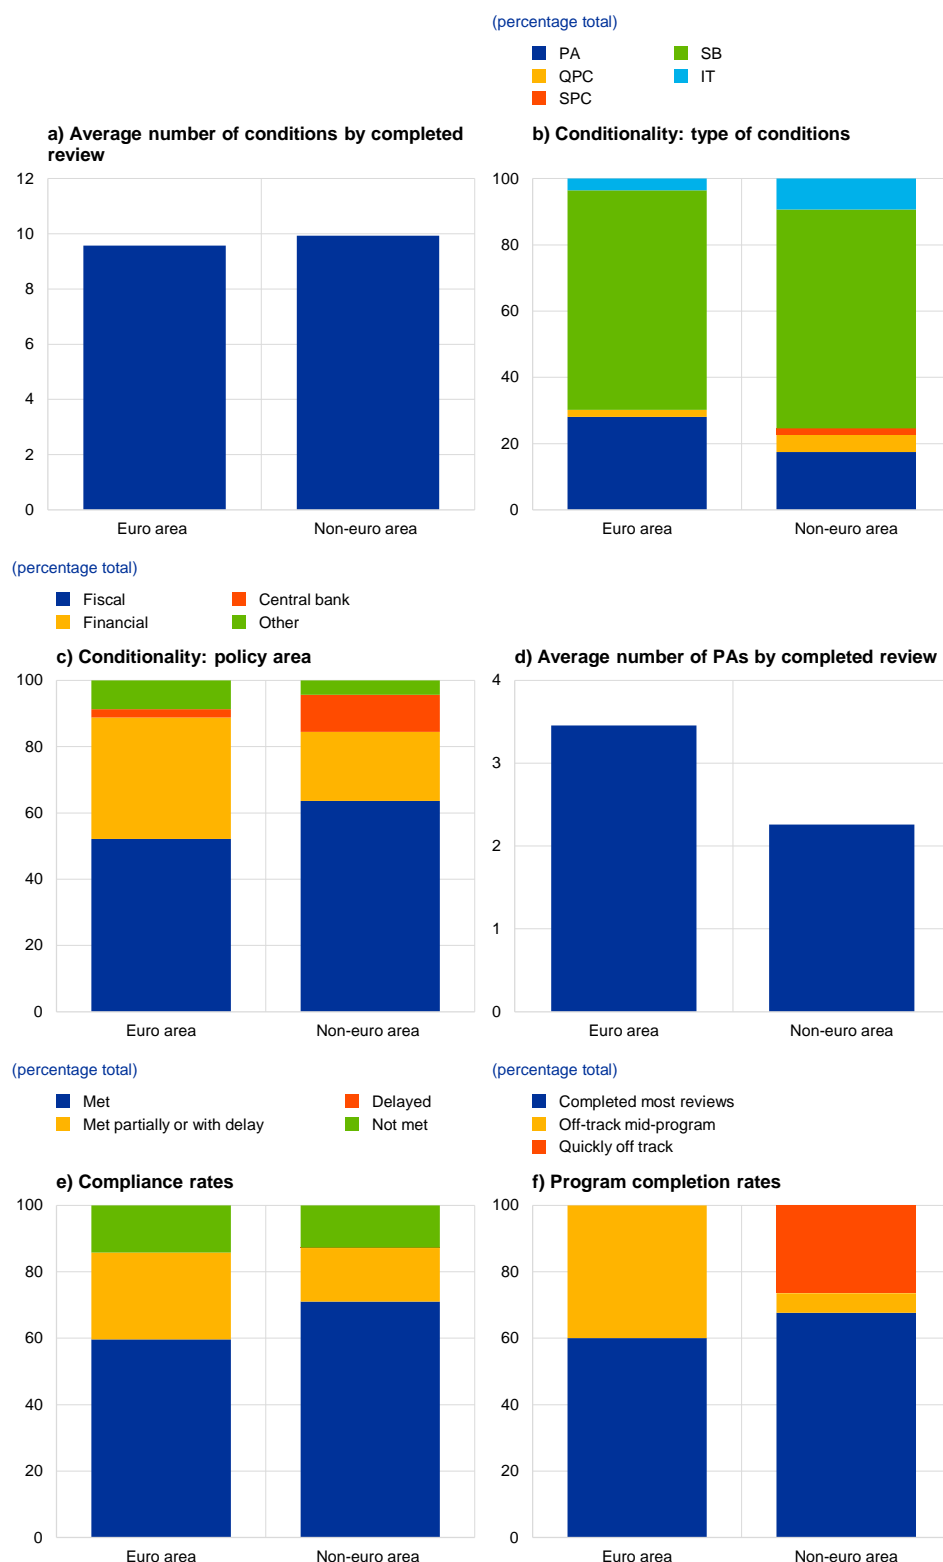 (percentage total)
PA
SB
QPC
IT
SPC
a) Average number of conditions by completed
review
b) Conditionality: type of conditions
12
10
8
6
4
2
0
Euro area
Non-euro area
100
80
60
40
20
0
Euro area
Non-euro area
(percentage total)
Fiscal
Central bank
Financial
Other
c) Conditionality: policy area
d) Average number of PAs by completed review
100
80
60
40
20
0
Euro area
Non-euro area
4
3
2
1
0
Euro area
Non-euro area
(percentage total)
Met
Delayed
Met partially or with delay
Not met
(percentage total)
Completed most reviews
Off-track mid-program
Quickly off track
e) Compliance rates
f) Program completion rates
100
80
60
40
20
0
Euro area
Non-euro area
100
80
60
40
20
0
Euro area
Non-euro area